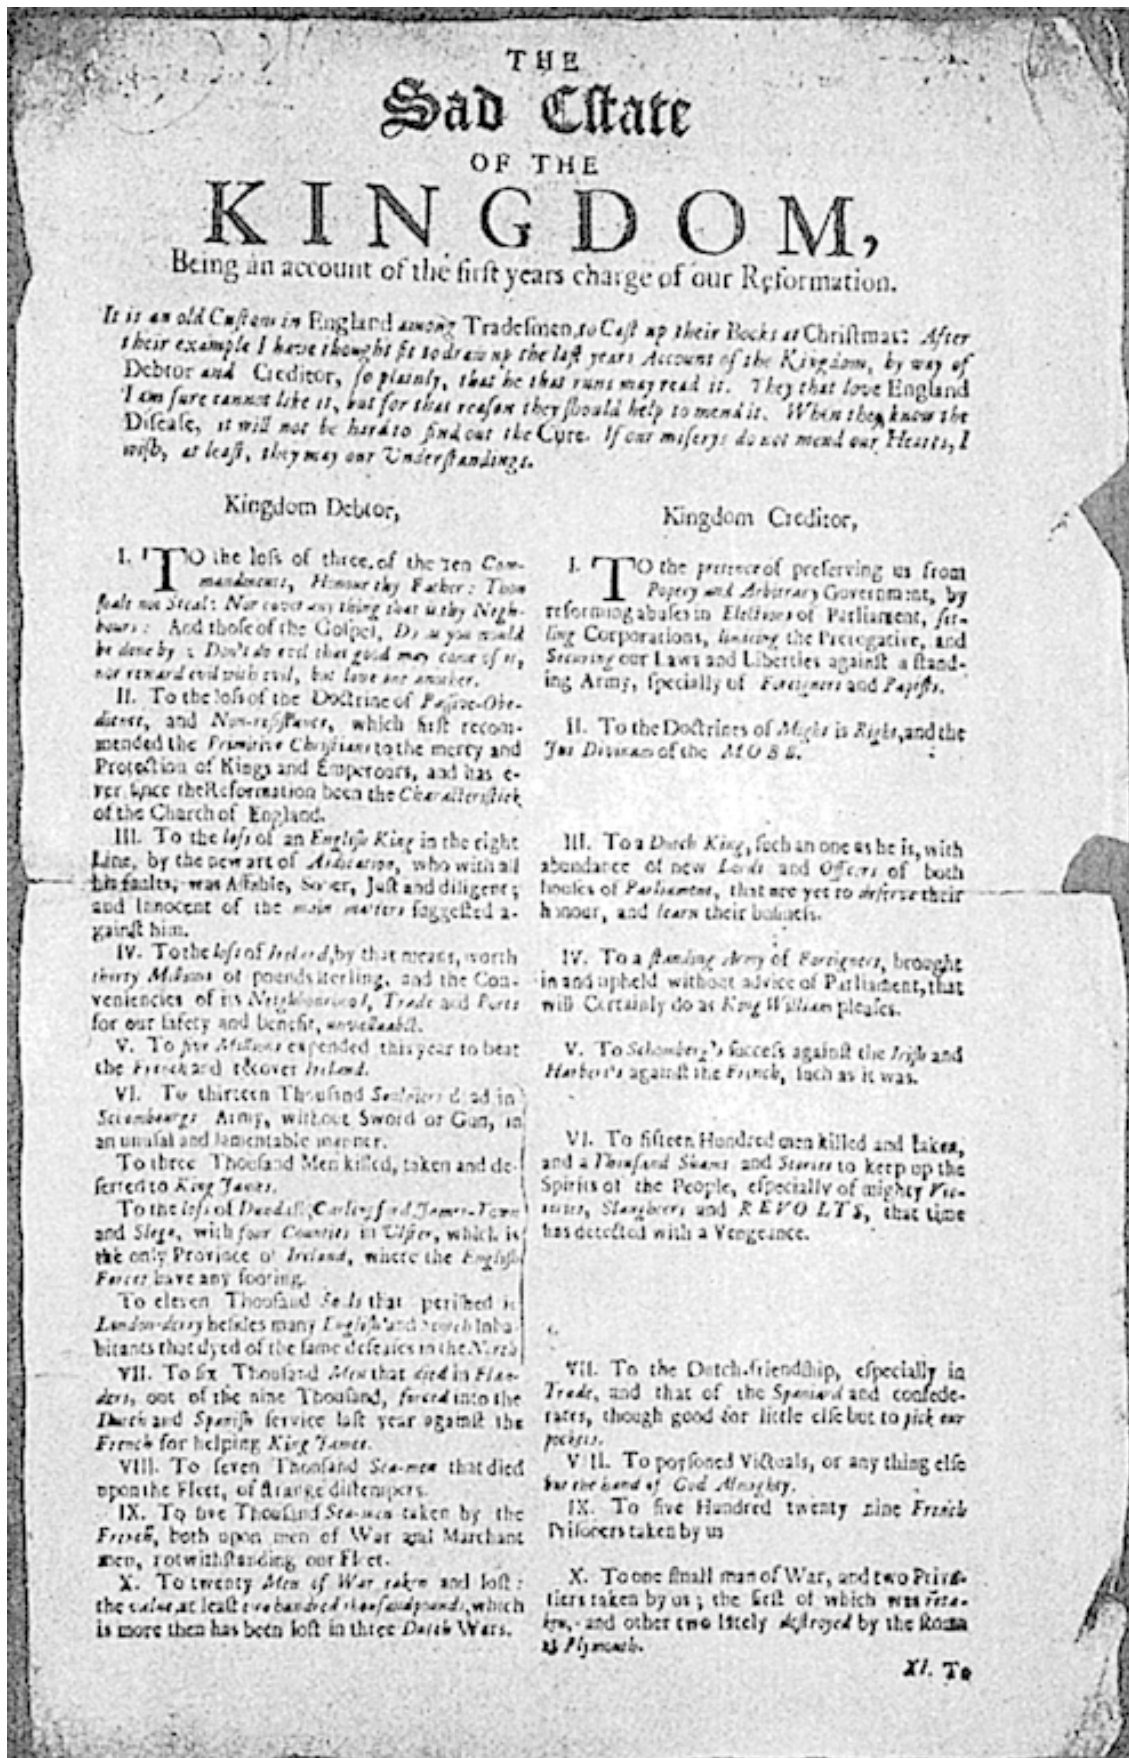 THE
Sad Eſtate
OF THE
KINGDOM,
Being an account of the firſt years charge of our Reformation.
It is an old Cuſtom in England among Tradeſmen, to Caſt up their Books at Chriſtmas: After
their example I have thought fit to draw up the laſt years Account of the Kingdom, by way of
Debtor and Creditor, ſo plainly, that he that runs may read it. They that love England
I am ſure cannot like it, but for that reaſon they ſhould help to mend it. When they know the
Diſeaſe, it will not be hard to find out the Cure. If our miſerys do not mend our Hearts, I
wiſh, at leaſt, they may our Underſtandings.
Kingdom Debtor,
I. TO the loſs of three of the ten Com-
mandments, Honour thy Father: Thou
ſhalt not Steal: Nor covet any thing that is thy Neigh-
bours: And thoſe of the Goſpel, Do as you would
be done by: Don't do evil that good may come of it,
nor reward evil with evil, but love one another.
II. To the loſs of the Doctrine of Paſſive-Obe-
dience, and Non-reſiſtance, which firſt recom-
mended the Primitive Chriſtians to the mercy and
Protection of Kings and Emperours, and has e-
ver ſince the Reformation been the Characteriſtick
of the Church of England.
III. To the loſs of an Engliſh King in the right
Line, by the new art of Abdication, who with all
his faults, was Affable, Sober, Juſt and diligent;
and Innocent of the main matters ſuggeſted a-
gainſt him.
IV. To the loſs of Ireland, by that means, worth
thirty Millions of pounds ſterling, and the Con-
veniencies of its Neighbourhood, Trade and Ports
for our ſafety and benefit, unvaluable.
V. To five Millions expended this year to beat
the French and recover Ireland.
VI. To thirteen Thouſand Souldiers dead in
Scombergs Army, without Sword or Gun, in
an unuſal and lamentable manner.
To three Thouſand Men killed, taken and de-
ſerted to King James.
To the loſs of Dundalk, Carlingford, James-Town
and Slego, with four Counties in Ulſter, which is
the only Province of Ireland, where the Engliſh
Forces have any footing.
To eleven Thouſand Souls that periſhed in
London-derry beſides many Engliſh and Scotch Inha-
bitants that dyed of the ſame deſeaſes in the North
VII. To ſix Thouſand Men that died in Flan-
ders, out of the nine Thouſand, forced into the
Dutch and Spaniſh ſervice laſt year againſt the
French for helping King James.
VIII. To ſeven Thouſand Sea-men that died
upon the Fleet, of ſtrange diſtempers.
IX. To five Thouſand Sea-men taken by the
French, both upon men of War and Marchant
men, notwithſtanding our Fleet.
X. To twenty Men of War taken and loſt:
the value, at leaſt two hundred thouſand pounds, which
is more then has been loſt in three Dutch Wars.
Kingdom Creditor,
I. TO the pretence of preſerving us from
Popery and Arbitrary Government, by
reforming abuſes in Elections of Parliament, ſet-
ling Corporations, limiting the Prerogative, and
Securing our Laws and Liberties againſt a ſtand-
ing Army, ſpecially of Foreigners and Papiſts.
II. To the Doctrines of Might is Right, and the
Jus Divinum of the MOBE.
III. To a Dutch King, ſuch an one as he is, with
abundance of new Lords and Officers of both
houſes of Parliament, that are yet to deſerve their
honour, and learn their buſineſs.
IV. To a ſtanding Army of Foreigners, brought
in and upheld without advice of Parliament, that
will Certainly do as King William pleaſes.
V. To Schomberg's ſucceſs againſt the Iriſh and
Harbert's againſt the French, ſuch as it was.
VI. To fifteen Hundred men killed and taken,
and a Thouſand Shams and Stories to keep up the
Spirits of the People, eſpecially of mighty Vic-
tories, Slaughters and REVOLTS, that time
has detected with a Vengeance.
VII. To the Dutch-friendſhip, eſpecially in
Trade, and that of the Spaniard and confede-
rates, though good for little elſe but to pick our
pockets.
VIII. To poyſoned Victuals, or any thing elſe
but the hand of God Almighty.
IX. To five Hundred twenty nine French
Priſoners taken by us
X. To one ſmall man of War, and two Priva-
tiers taken by us; the firſt of which was reta-
ken, and other two lately deſtroyed by the ſtorm
at Plymouth.
XI. To